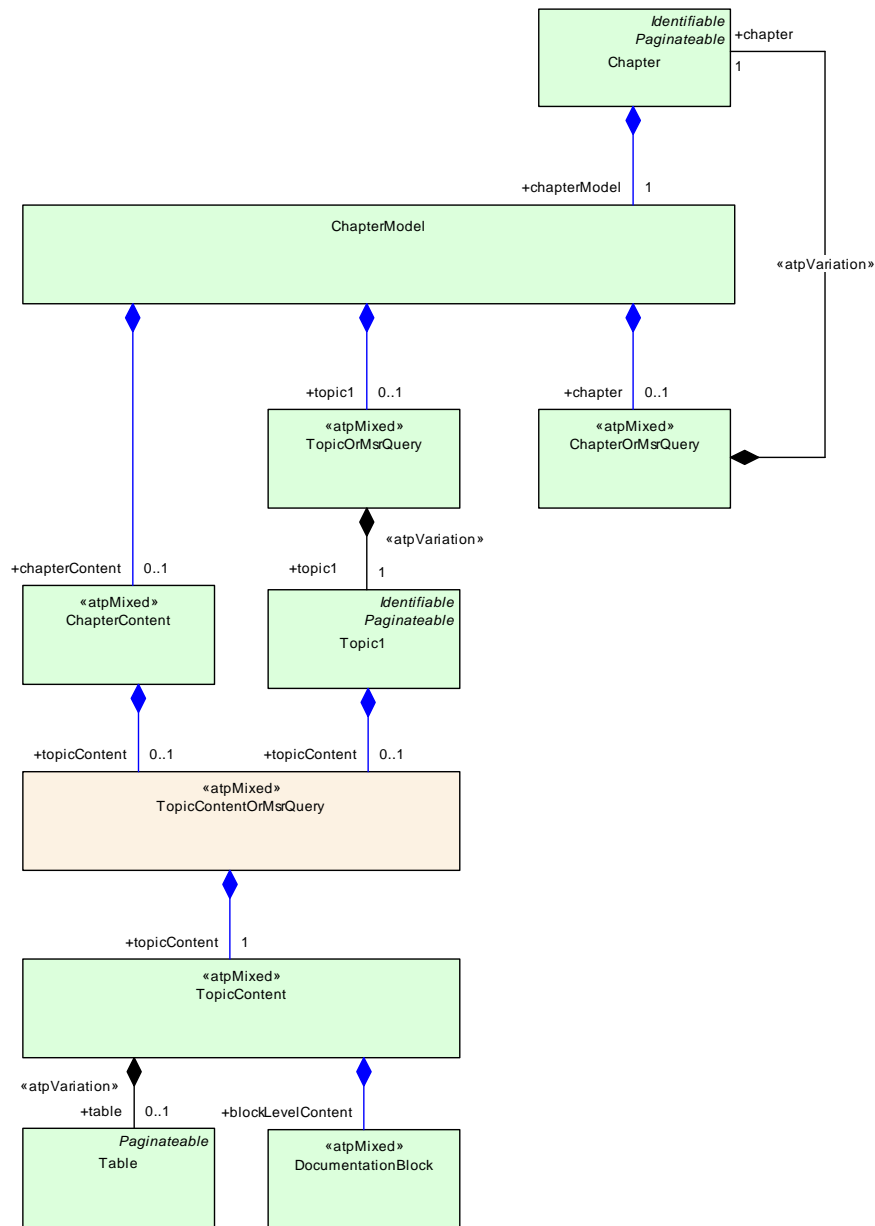 Identifiable
Paginateable
Chapter
+chapter
1
+chapterModel 1
ChapterModel
«atpVariation»
+topic1 0..1
+chapter 0..1
«atpMixed»
TopicOrMsrQuery
«atpMixed»
ChapterOrMsrQuery
«atpVariation»
+chapterContent 0..1
+topic1 1
«atpMixed»
ChapterContent
Identifiable
Paginateable
Topic1
+topicContent 0..1
+topicContent 0..1
«atpMixed»
TopicContentOrMsrQuery
+topicContent 1
«atpMixed»
TopicContent
«atpVariation»
+table 0..1
+blockLevelContent
Paginateable
Table
«atpMixed»
DocumentationBlock